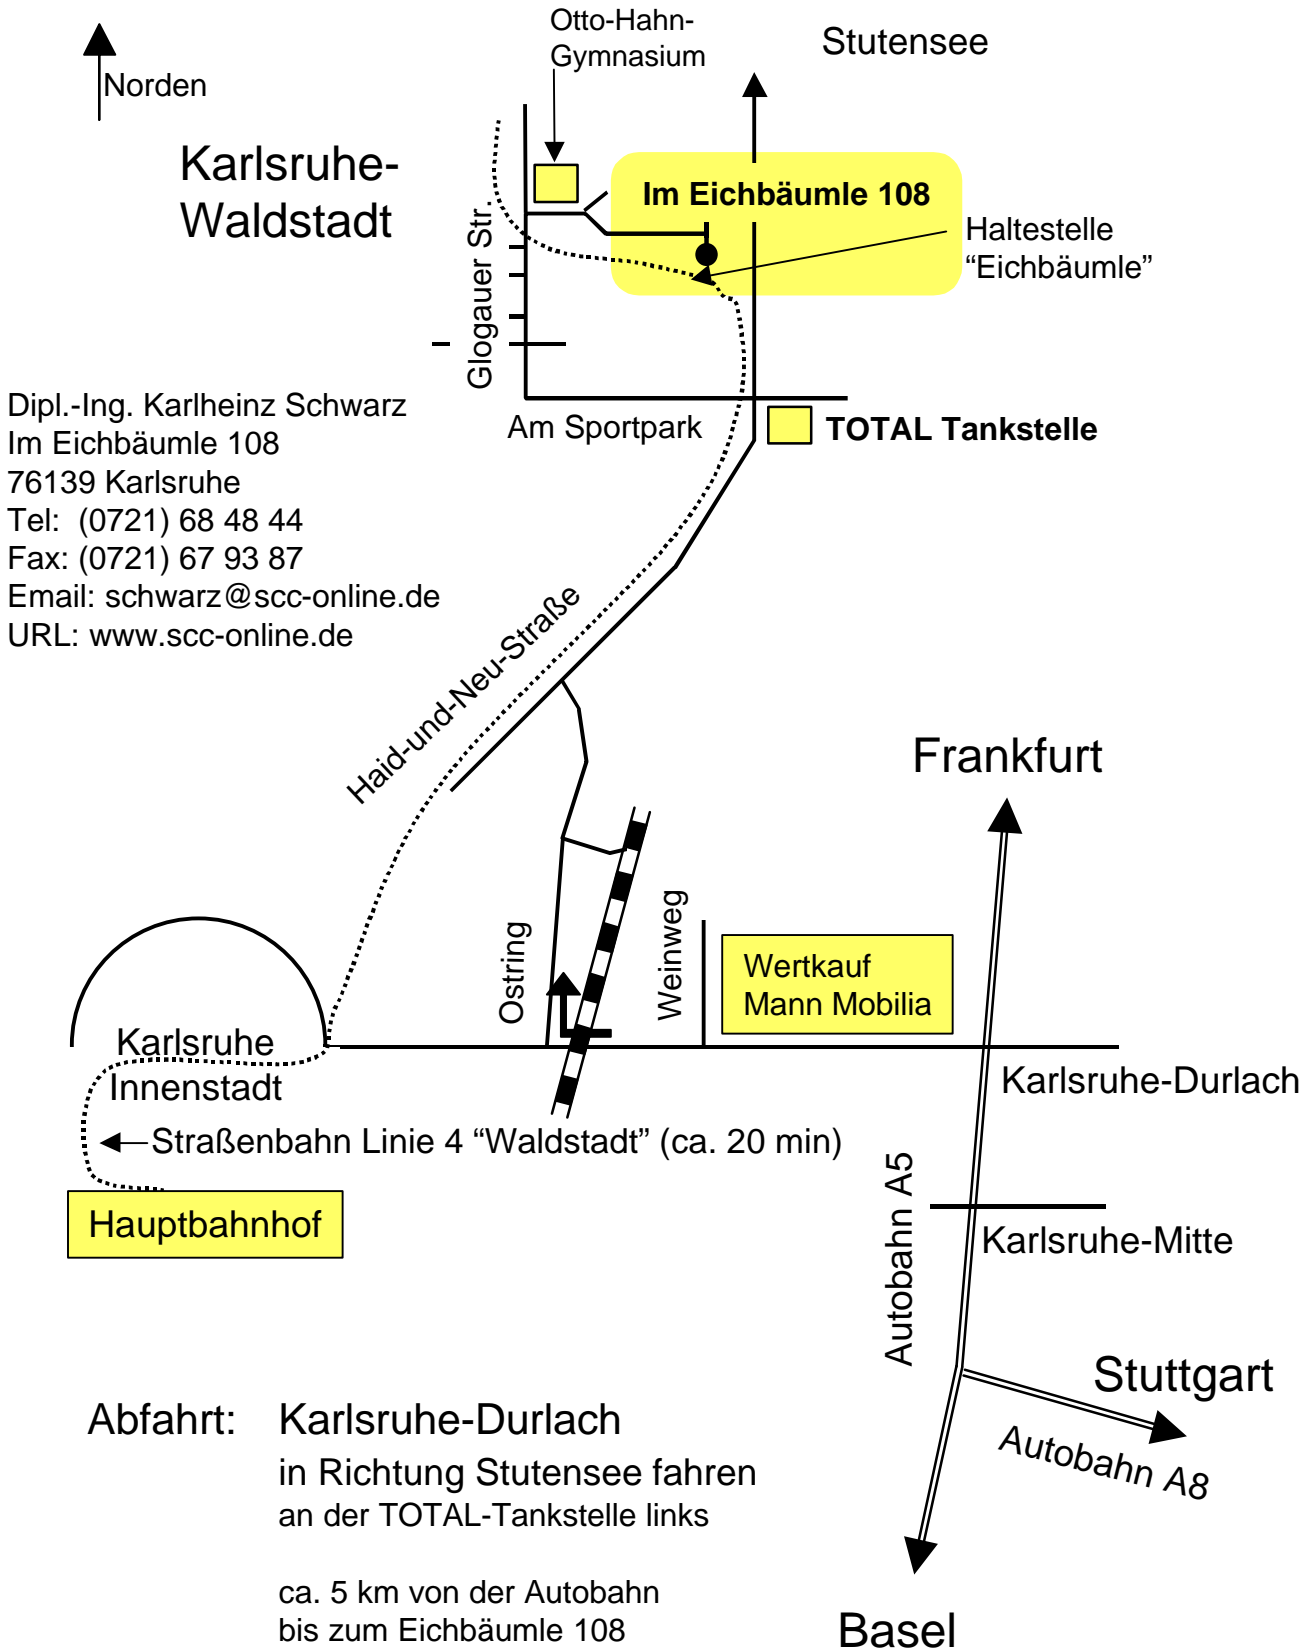 Otto-Hahn-
Gymnasium
Stutensee
Norden
Karlsruhe-
Waldstadt
Im Eichbäumle 108
Haltestelle
“Eichbäumle”
Glogauer Str.
Am Sportpark
TOTAL Tankstelle
Dipl.-Ing. Karlheinz Schwarz
Im Eichbäumle 108
76139 Karlsruhe
Tel: (0721) 68 48 44
Fax: (0721) 67 93 87
Email: schwarz@scc-online.de
URL: www.scc-online.de
Haid-und-Neu-Straße
Frankfurt
Ostring
Weinweg
Wertkauf
Mann Mobilia
Karlsruhe
Innenstadt
Karlsruhe-Durlach
Straßenbahn Linie 4 “Waldstadt” (ca. 20 min)
Hauptbahnhof
Autobahn A5
Karlsruhe-Mitte
Stuttgart
Autobahn A8
Abfahrt: Karlsruhe-Durlach
in Richtung Stutensee fahren
an der TOTAL-Tankstelle links
ca. 5 km von der Autobahn
bis zum Eichbäumle 108
Basel